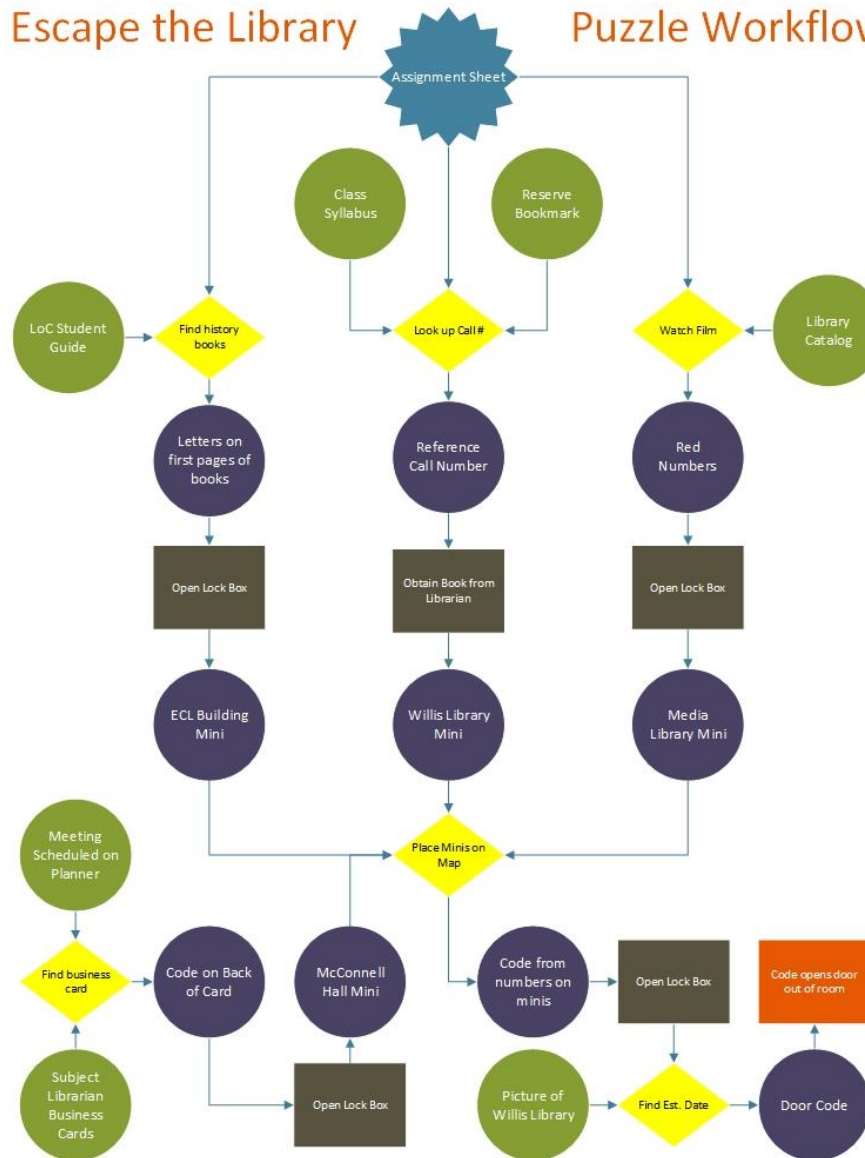 Escape the Library
Puzzle Workflow
Assignment Sheet
Class
Syllabus
Reserve
Bookmark
LoC Student
Guide
Find history
books
Look up Call #
Watch Film
Library
Catalog
Letters on
first pages of
books
Reference
Call Number
Red
Numbers
Open Lock Box
Obtain Book from
Librarian
Open Lock Box
ECL Building
Mini
Willis Library
Mini
Media
Library Mini
Meeting
Scheduled on
Planner
Place Minis on
Map
Find business
card
Code on Back
of Card
McConnell
Hall Mini
Code from
numbers on
minis
Open Lock Box
Code opens door
out of room
Subject
Librarian
Business
Cards
Open Lock Box
Picture of
Willis Library
Find Est. Date
Door Code